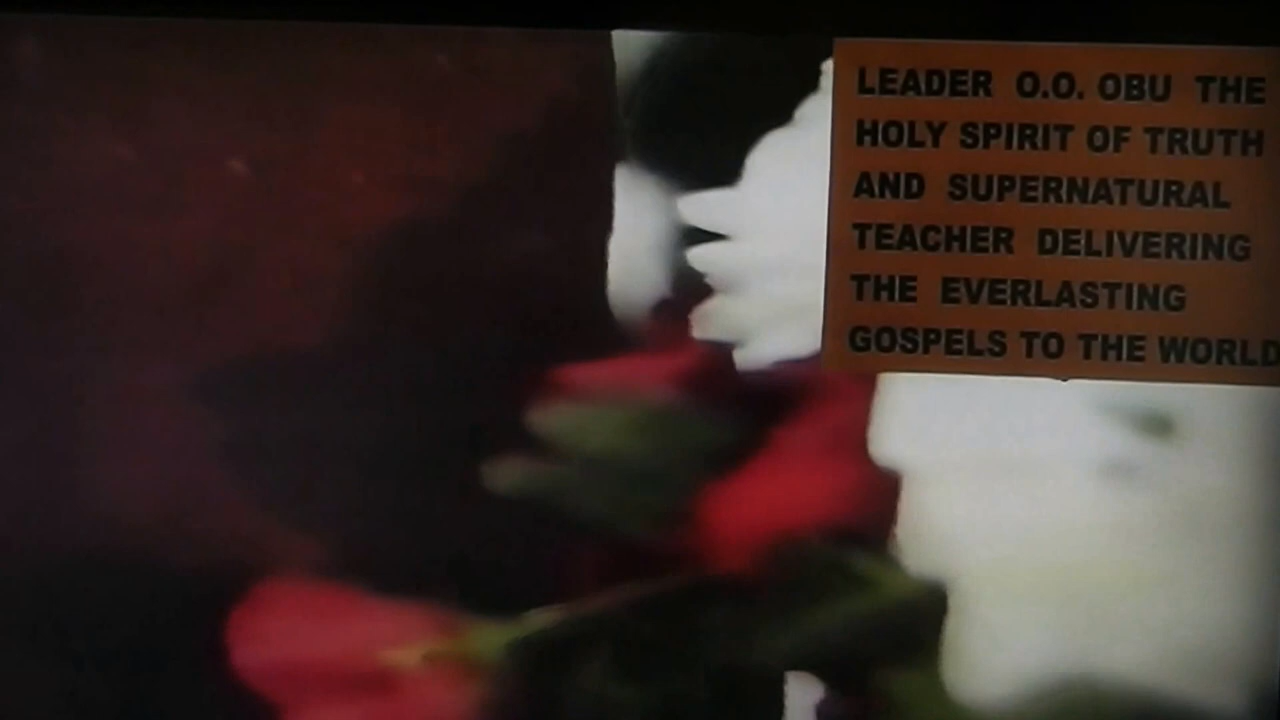 LEADER O.O. OBU THE
HOLY SPIRIT OF TRUTH
AND SUPERNATURAL
TEACHER DELIVERING
THE EVERLASTING
GOSPELS TO THE WORLD